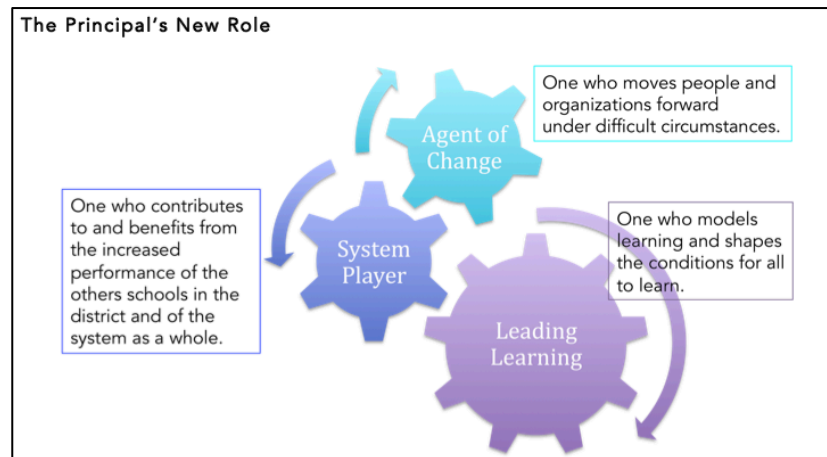 The Principal's New Role
One who moves people and
organizations forward
under difficult circumstances.
Agent of
Change
One who contributes
to and benefits from
the increased
performance of the
others schools in the
district and of the
system as a whole.
System
Player
One who models
learning and shapes
the conditions for all
to learn.
Leading
Learning